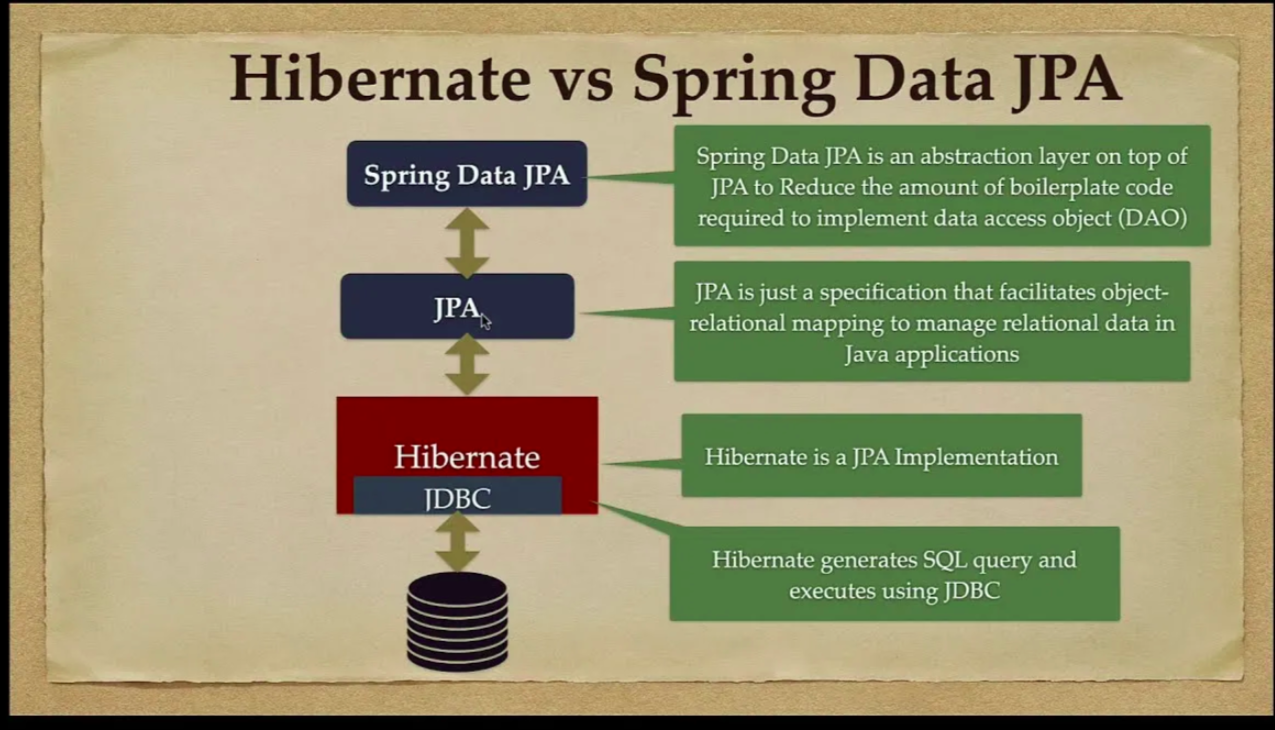 Hibernate vs Spring Data JPA
Spring Data JPA
Spring Data JPA is an abstraction layer on top of
JPA to Reduce the amount of boilerplate code
required to implement data access object (DAO)
JPA
JPA is just a specification that facilitates object-
relational mapping to manage relational data in
Java applications
Hibernate
JDBC
Hibernate is a JPA Implementation
Hibernate generates SQL query and
executes using JDBC